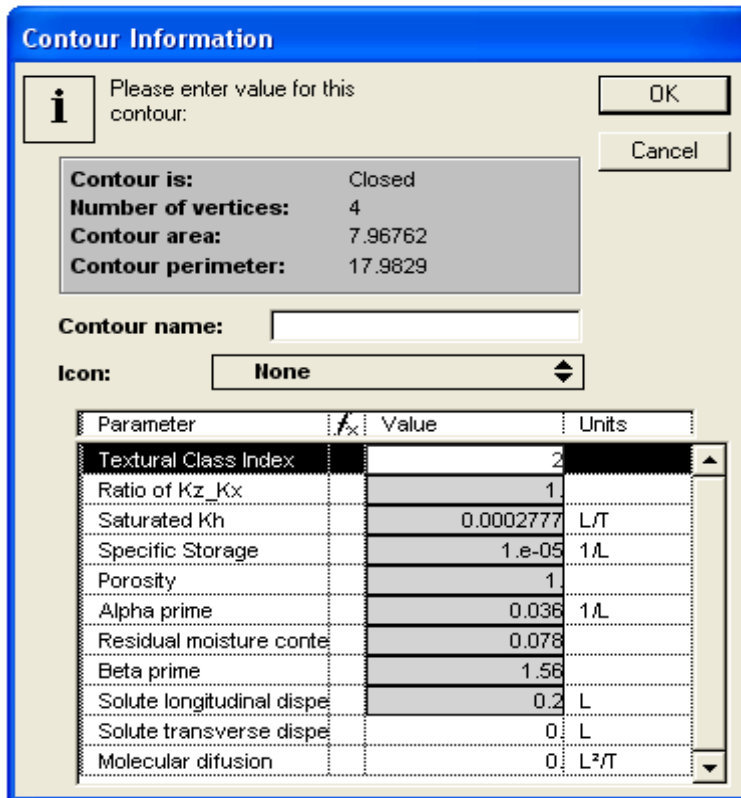 Contour Information
i
Please enter value for this
contour:
OK
Cancel
Contour is: Closed
Number of vertices: 4
Contour area: 7.96762
Contour perimeter: 17.9829
Contour name:
Icon: None
Parameter fx Value Units
Textural Class Index 2
Ratio of Kz_Kx 1.
Saturated Kh 0.0002777 L/T
Specific Storage 1.e-05 1/L
Porosity 1.
Alpha prime 0.036 1/L
Residual moisture conte 0.078
Beta prime 1.56
Solute longitudinal dispe 0.2 L
Solute transverse dispe 0. L
Molecular difusion 0. L²/T